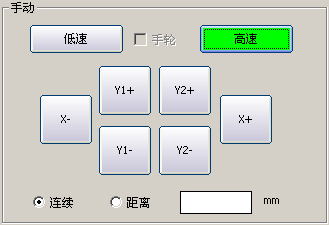 手动
低速 手轮 高速
Y1+ Y2+
X- X+
Y1- Y2-
连续 距离 mm